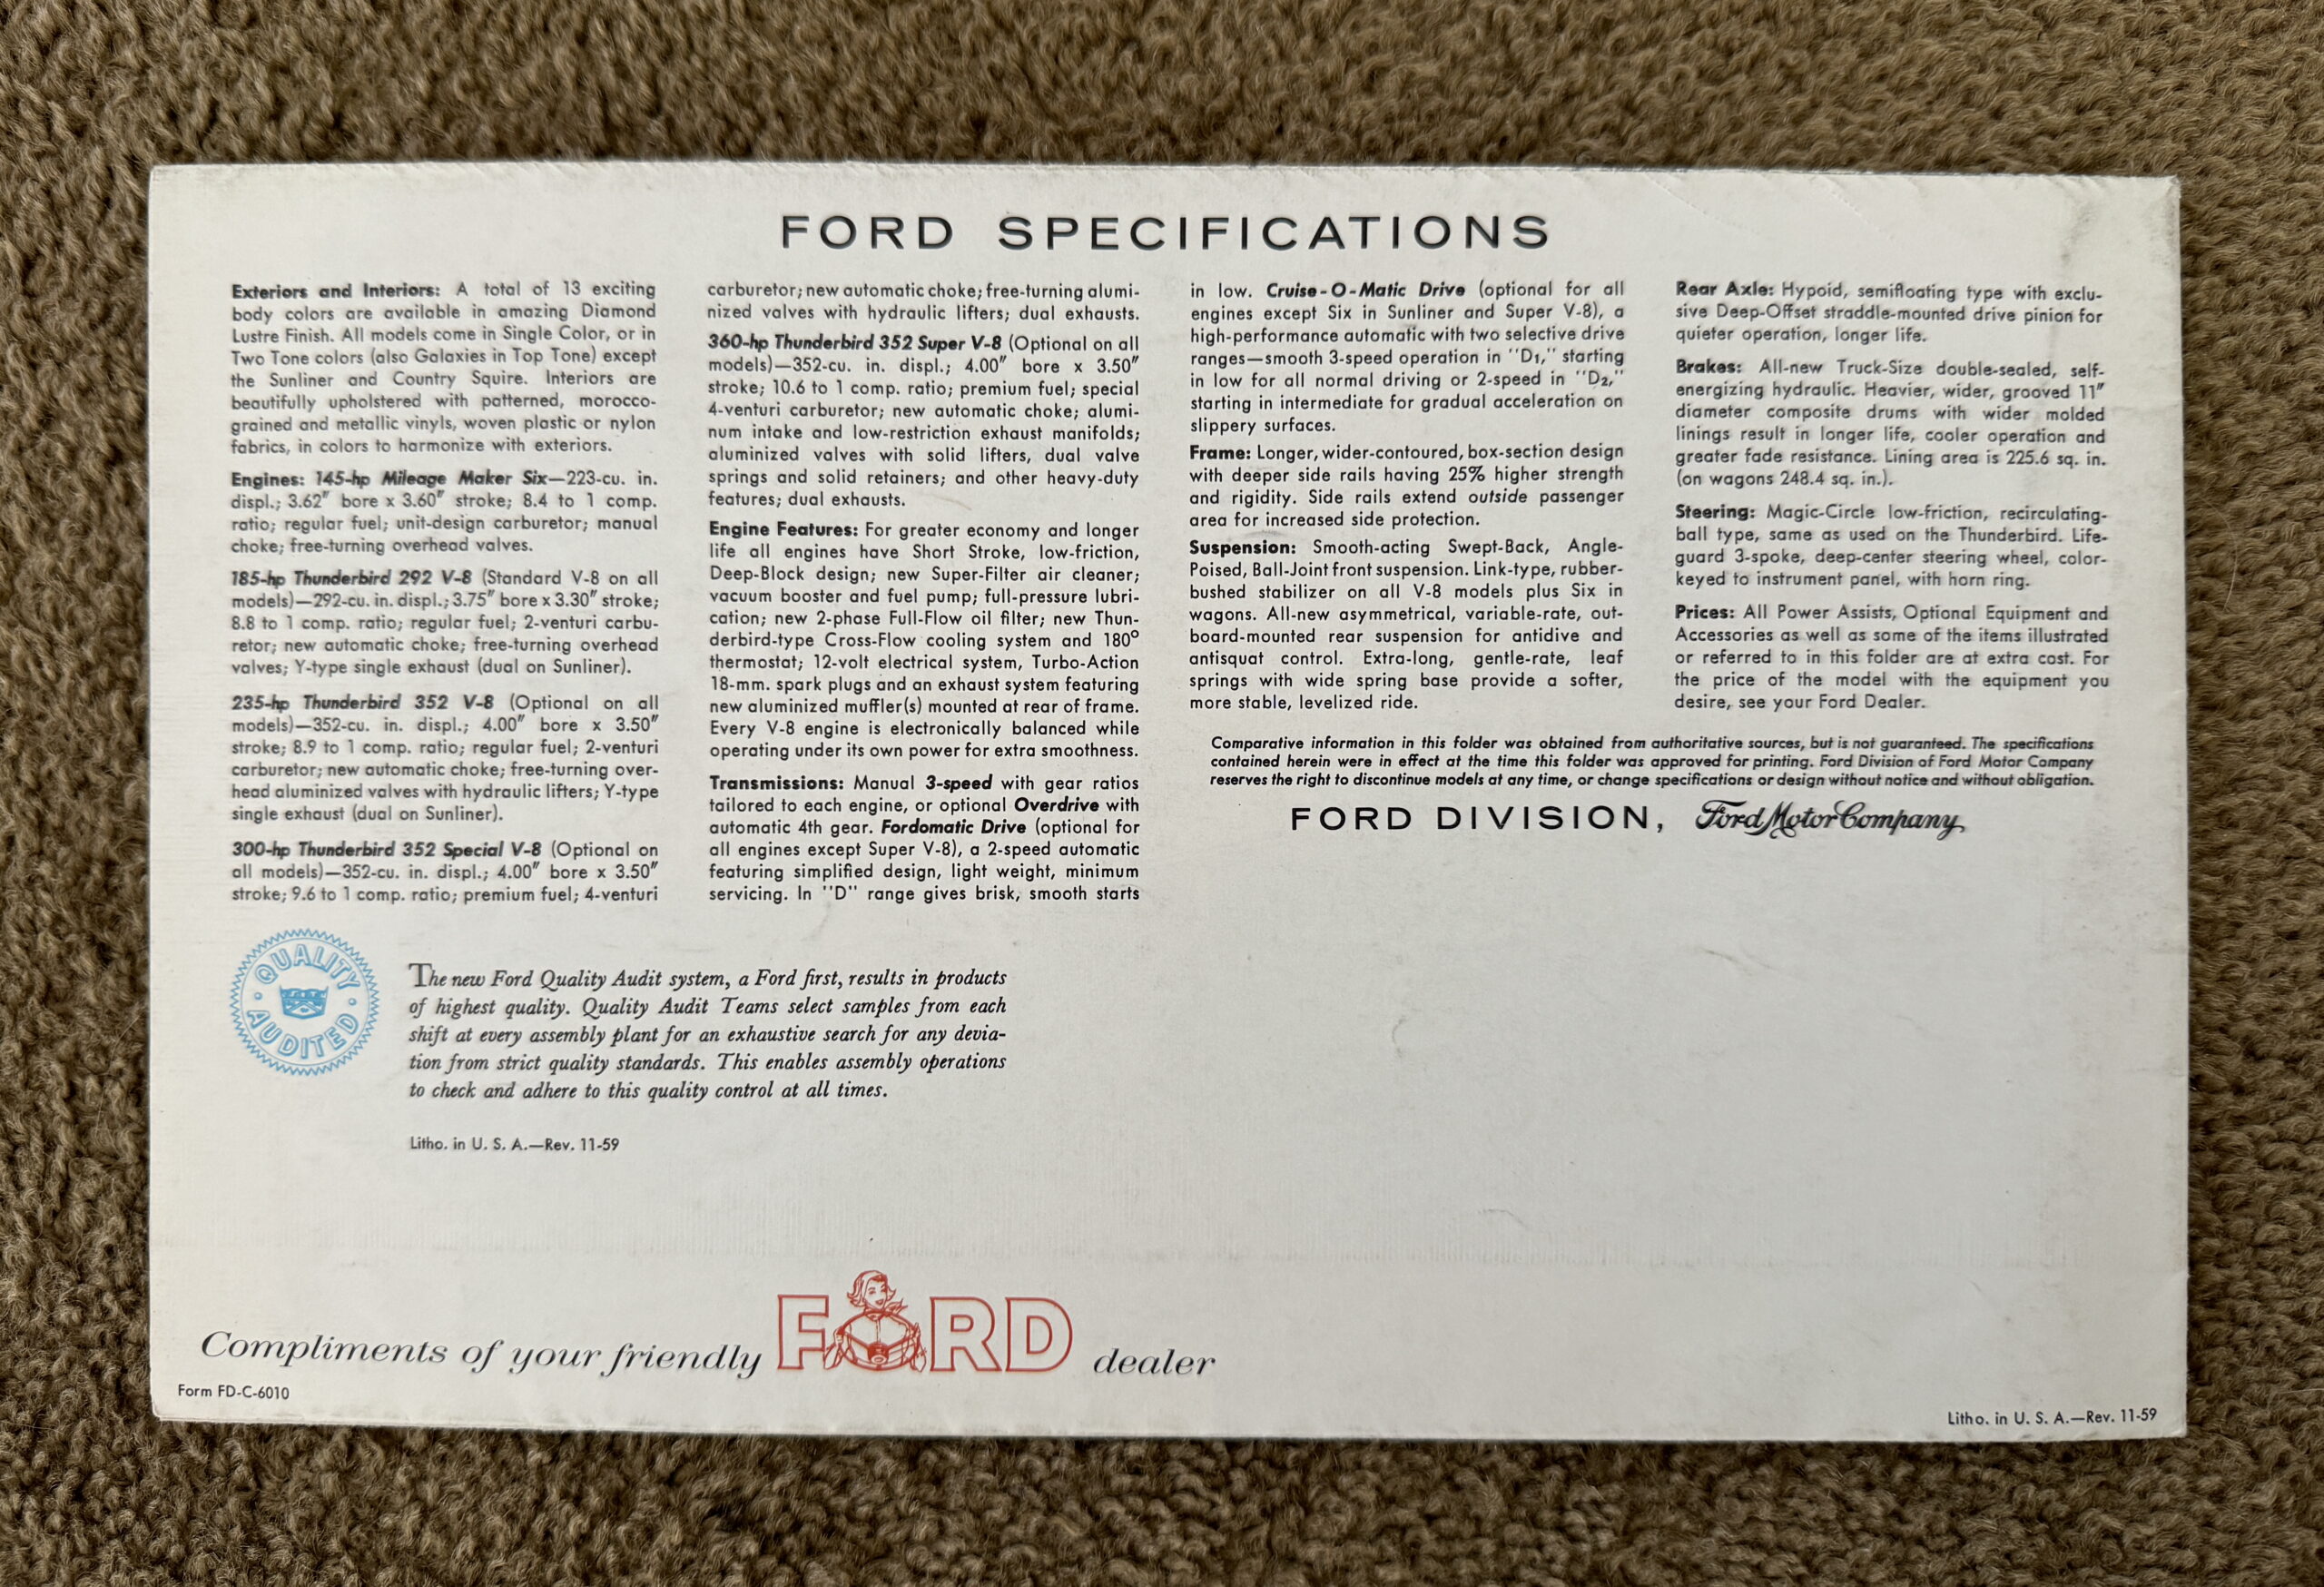 FORD SPECIFICATIONS
Exteriors and Interiors: A total of 13 exciting
body colors are available in amazing Diamond
Lustre Finish. All models come in Single Color, or in
Two Tone colors (also Galaxies in Top Tone) except
the Sunliner and Country Squire. Interiors are
beautifully upholstered with patterned, morocco-
grained and metallic vinyls, woven plastic or nylon
fabrics, in colors to harmonize with exteriors.
Engines: 145-hp Mileage Maker Six—223-cu. in.
displ.; 3.62" bore x 3.60" stroke; 8.4 to 1 comp.
ratio; regular fuel; unit-design carburetor; manual
choke; free-turning overhead valves.
185-hp Thunderbird 292 V-8 (Standard V-8 on all
models)—292-cu. in. displ.; 3.75" bore x 3.30" stroke;
8.8 to 1 comp. ratio; regular fuel; 2-venturi carbu-
retor; new automatic choke; free-turning overhead
valves; Y-type single exhaust (dual on Sunliner).
235-hp Thunderbird 352 V-8 (Optional on all
models)—352-cu. in. displ.; 4.00" bore x 3.50"
stroke; 8.9 to 1 comp. ratio; regular fuel; 2-venturi
carburetor; new automatic choke; free-turning over-
head aluminized valves with hydraulic lifters; Y-type
single exhaust (dual on Sunliner).
300-hp Thunderbird 352 Special V-8 (Optional on
all models)—352-cu. in. displ.; 4.00" bore x 3.50"
stroke; 9.6 to 1 comp. ratio; premium fuel; 4-venturi
carburetor; new automatic choke; free-turning alumi-
nized valves with hydraulic lifters; dual exhausts.
360-hp Thunderbird 352 Super V-8 (Optional on all
models)—352-cu. in. displ.; 4.00" bore x 3.50"
stroke; 10.6 to 1 comp. ratio; premium fuel; special
4-venturi carburetor; new automatic choke; alumi-
num intake and low-restriction exhaust manifolds;
aluminized valves with solid lifters, dual valve
springs and solid retainers; and other heavy-duty
features; dual exhausts.
Engine Features: For greater economy and longer
life all engines have Short Stroke, low-friction,
Deep-Block design; new Super-Filter air cleaner;
vacuum booster and fuel pump; full-pressure lubri-
cation; new 2-phase Full-Flow oil filter; new Thun-
derbird-type Cross-Flow cooling system and 180°
thermostat; 12-volt electrical system, Turbo-Action
18-mm. spark plugs and an exhaust system featuring
new aluminized muffler(s) mounted at rear of frame.
Every V-8 engine is electronically balanced while
operating under its own power for extra smoothness.
Transmissions: Manual 3-speed with gear ratios
tailored to each engine, or optional Overdrive with
automatic 4th gear. Fordomatic Drive (optional for
all engines except Super V-8), a 2-speed automatic
featuring simplified design, light weight, minimum
servicing. In "D" range gives brisk, smooth starts
in low. Cruise-O-Matic Drive (optional for all
engines except Six in Sunliner and Super V-8), a
high-performance automatic with two selective drive
ranges—smooth 3-speed operation in "D1," starting
in low for all normal driving or 2-speed in "D2,"
starting in intermediate for gradual acceleration on
slippery surfaces.
Frame: Longer, wider-contoured, box-section design
with deeper side rails having 25% higher strength
and rigidity. Side rails extend outside passenger
area for increased side protection.
Suspension: Smooth-acting Swept-Back, Angle-
Poised, Ball-Joint front suspension. Link-type, rubber-
bushed stabilizer on all V-8 models plus Six in
wagons. All-new asymmetrical, variable-rate, out-
board-mounted rear suspension for antidive and
antisquat control. Extra-long, gentle-rate, leaf
springs with wide spring base provide a softer,
more stable, levelized ride.
Rear Axle: Hypoid, semifloating type with exclu-
sive Deep-Offset straddle-mounted drive pinion for
quieter operation, longer life.
Brakes: All-new Truck-Size double-sealed, self-
energizing hydraulic. Heavier, wider, grooved 11"
diameter composite drums with wider molded
linings result in longer life, cooler operation and
greater fade resistance. Lining area is 225.6 sq. in.
(on wagons 248.4 sq. in.).
Steering: Magic-Circle low-friction, recirculating-
ball type, same as used on the Thunderbird. Life-
guard 3-spoke, deep-center steering wheel, color-
keyed to instrument panel, with horn ring.
Prices: All Power Assists, Optional Equipment and
Accessories as well as some of the items illustrated
or referred to in this folder are at extra cost. For
the price of the model with the equipment you
desire, see your Ford Dealer.
Comparative information in this folder was obtained from authoritative sources, but is not guaranteed. The specifications
contained herein were in effect at the time this folder was approved for printing. Ford Division of Ford Motor Company
reserves the right to discontinue models at any time, or change specifications or design without notice and without obligation.
FORD DIVISION, Ford Motor Company
QUALITY AUDITED
The new Ford Quality Audit system, a Ford first, results in products
of highest quality. Quality Audit Teams select samples from each
shift at every assembly plant for an exhaustive search for any devia-
tion from strict quality standards. This enables assembly operations
to check and adhere to this quality control at all times.
Litho. in U. S. A.—Rev. 11-59
Compliments of your friendly FORD dealer
Form FD-C-6010
Litho. in U. S. A.—Rev. 11-59